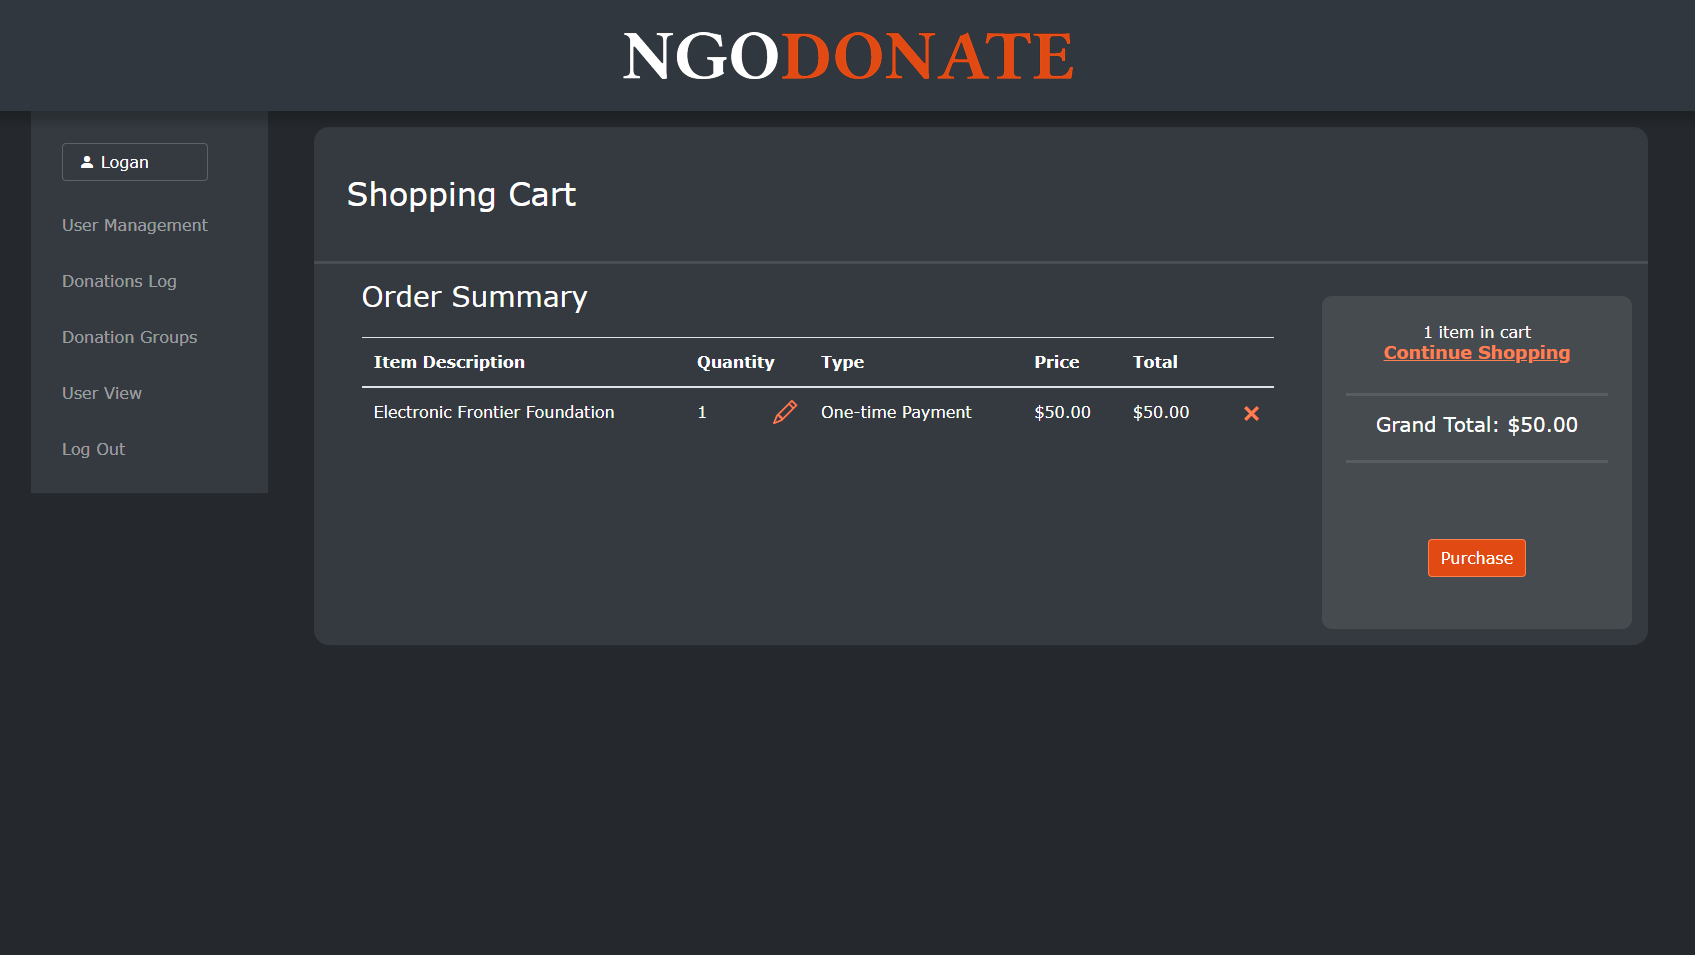 NGODONATE
Logan
User Management
Donations Log
Donation Groups
User View
Log Out
Shopping Cart
Order Summary
Item Description Quantity Type Price Total
Electronic Frontier Foundation 1 One-time Payment $50.00 $50.00
1 item in cart
Continue Shopping
Grand Total: $50.00
Purchase